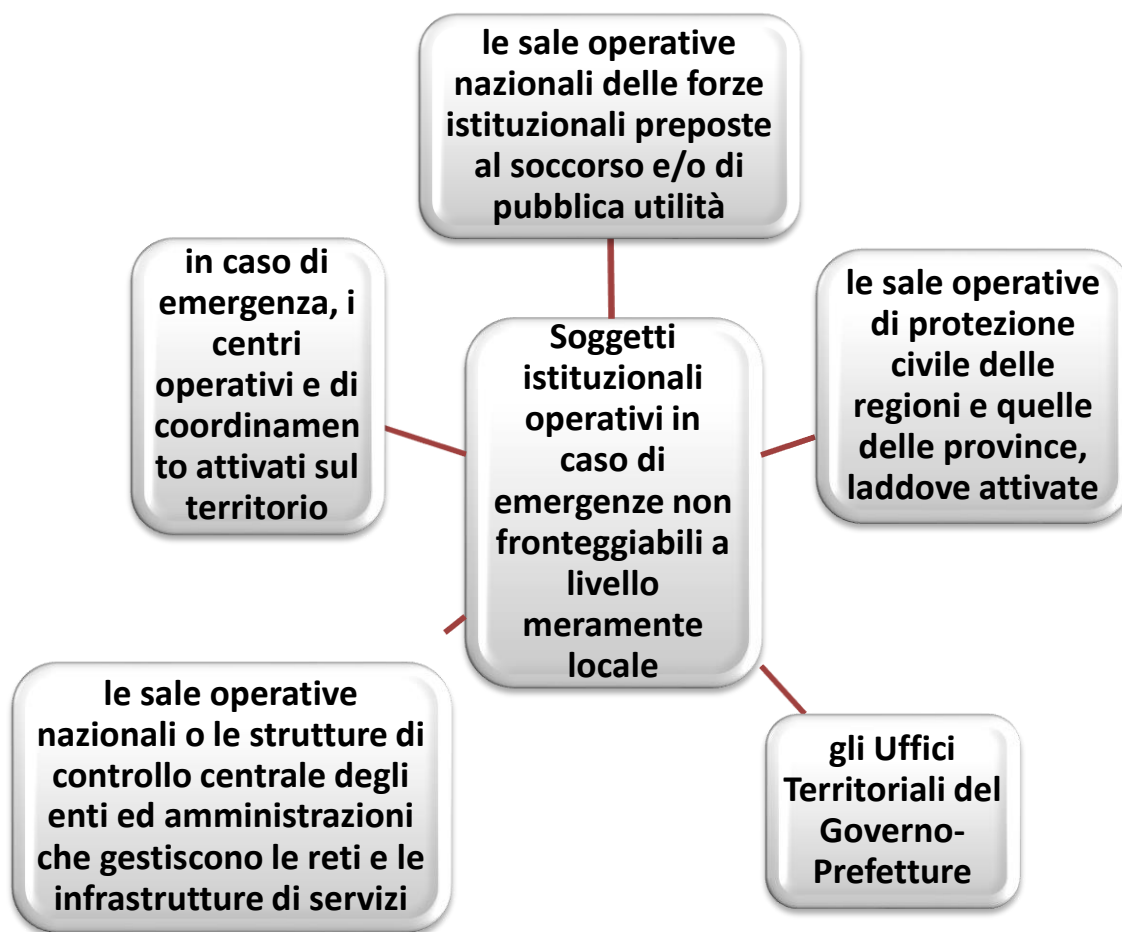 le sale operative
nazionali delle forze
istituzionali preposte
al soccorso e/o di
pubblica utilità
in caso di
emergenza, i
centri
operativi e di
coordinamen
to attivati sul
territorio
le sale operative
di protezione
civile delle
regioni e quelle
delle province,
laddove attivate
Soggetti
istituzionali
operativi in
caso di
emergenze non
fronteggiabili a
livello
meramente
locale
le sale operative
nazionali o le strutture di
controllo centrale degli
enti ed amministrazioni
che gestiscono le reti e le
infrastrutture di servizi
gli Uffici
Territoriali del
Governo-
Prefetture